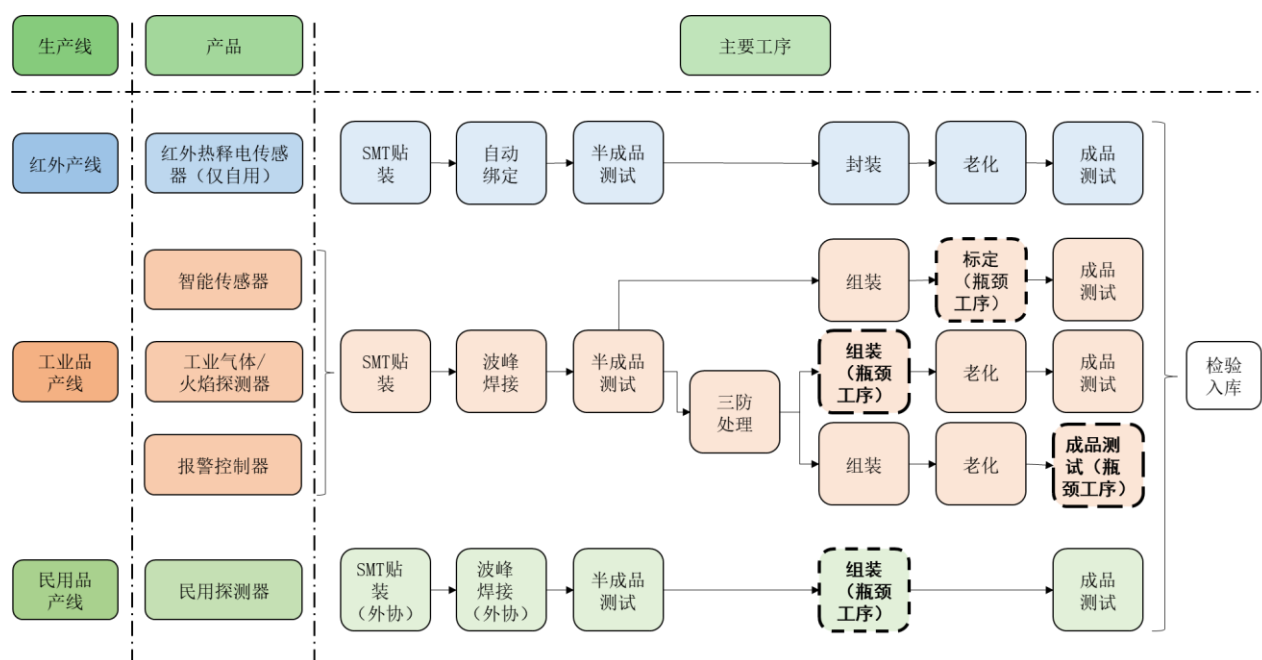 生产线
产品
主要工序
红外产线
红外热释电传感
器（仅自用）
SMT贴
装
自动
绑定
半成品
测试
封装
老化
成品
测试
智能传感器
组装
标定
（瓶颈
工序）
成品
测试
工业品
产线
工业气体/
火焰探测器
SMT贴
装
波峰
焊接
半成品
测试
三防
处理
组装
（瓶颈
工序）
老化
成品
测试
检验
入库
报警控制器
组装
老化
成品测
试（瓶
颈工序）
民用品
产线
民用探测器
SMT贴
装
（外协）
波峰
焊接
（外协）
半成品
测试
组装
（瓶颈
工序）
成品
测试